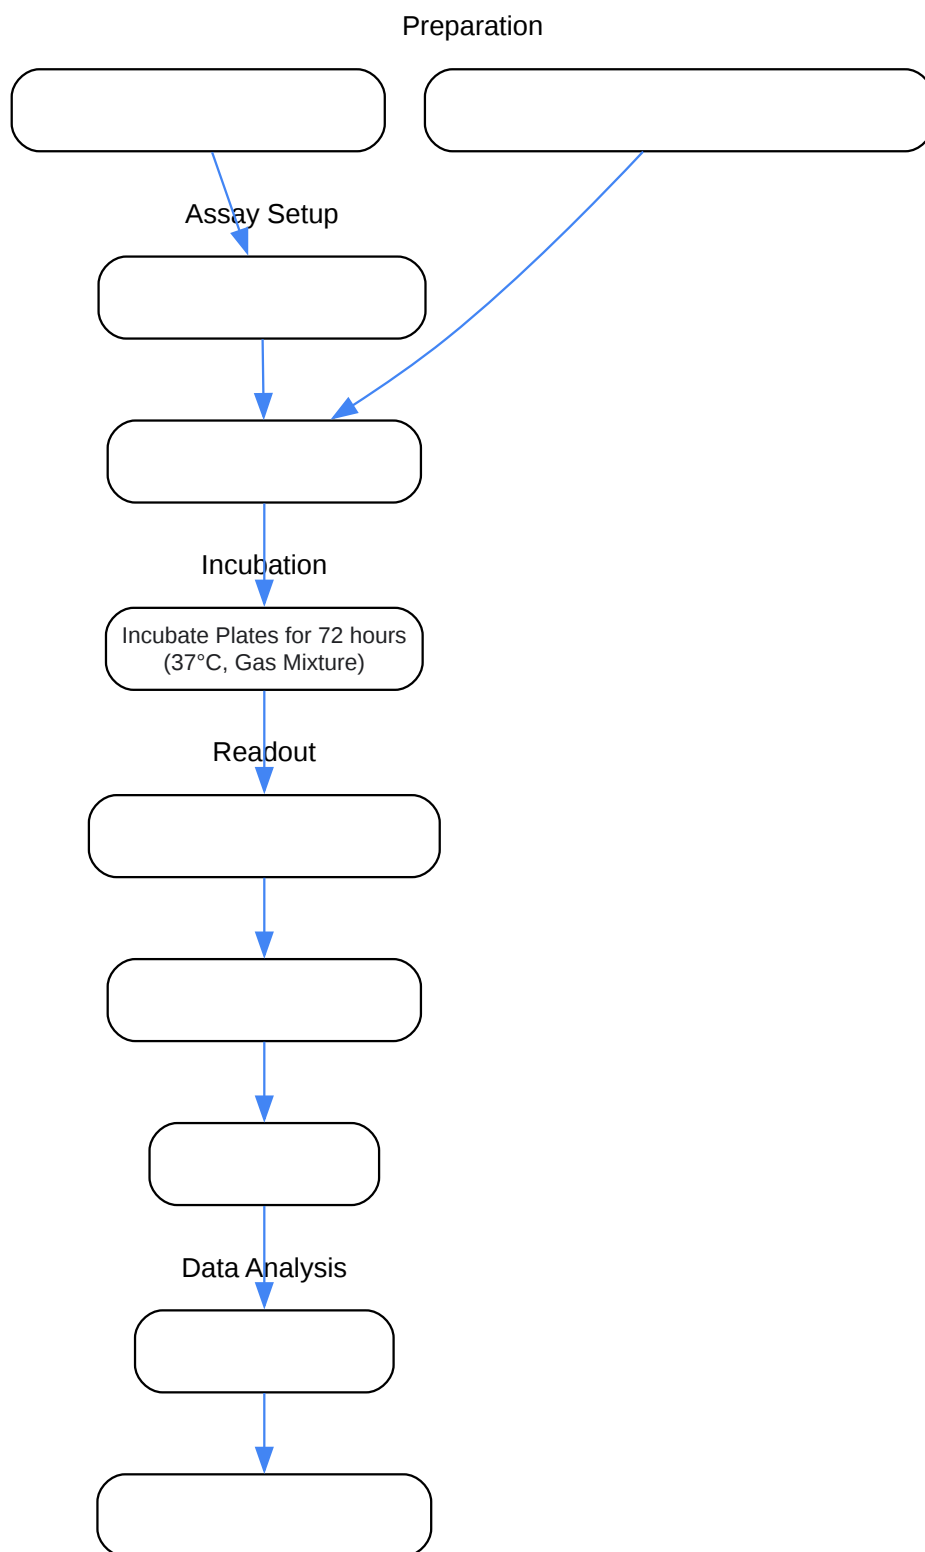 Preparation
Assay Setup
Incubation
Incubate Plates for 72 hours
(37°C, Gas Mixture)
Readout
Data Analysis